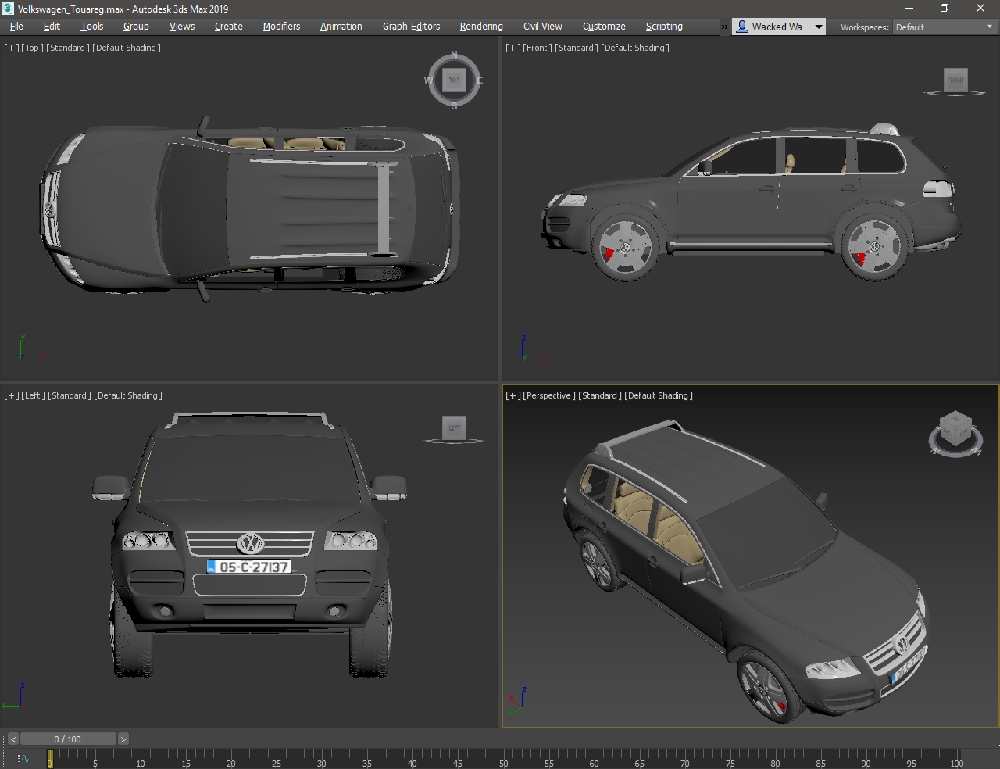 Volkswagen_Touareg.max - Autodesk 3ds Max 2019
File Edit Tools Group Views Create Modifiers Animation Graph Editors Rendering Civil View Customize Scripting » Wacked Wa Workspaces: Default
[+] [Top] [Standard] [Default Shading]
[+] [Front] [Standard] [Default Shading]
N
W TOP E
S
FRONT
y
x
z
[+] [Left] [Standard] [Default Shading]
[+] [Perspective] [Standard] [Default Shading]
LEFT
05-C-27137
z
z
< 0 / 100 >
0 5 10 15 20 25 30 35 40 45 50 55 60 65 70 75 80 85 90 95 100